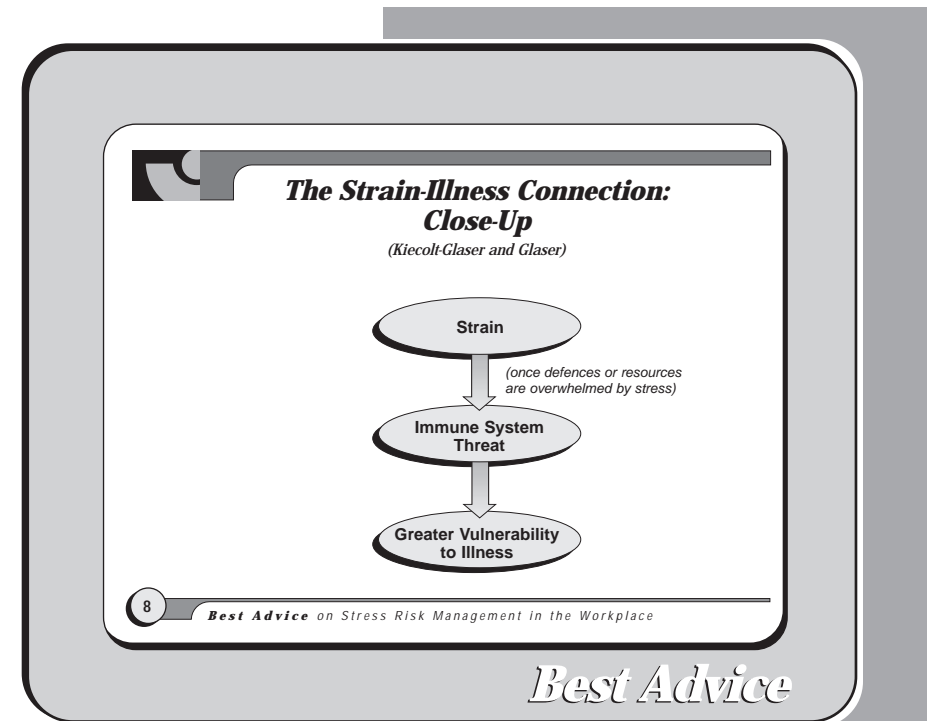 The Strain-Illness Connection:
Close-Up
(Kiecolt-Glaser and Glaser)
Strain
(once defences or resources
are overwhelmed by stress)
Immune System
Threat
Greater Vulnerability
to Illness
8
Best Advice on Stress Risk Management in the Workplace
Best Advice